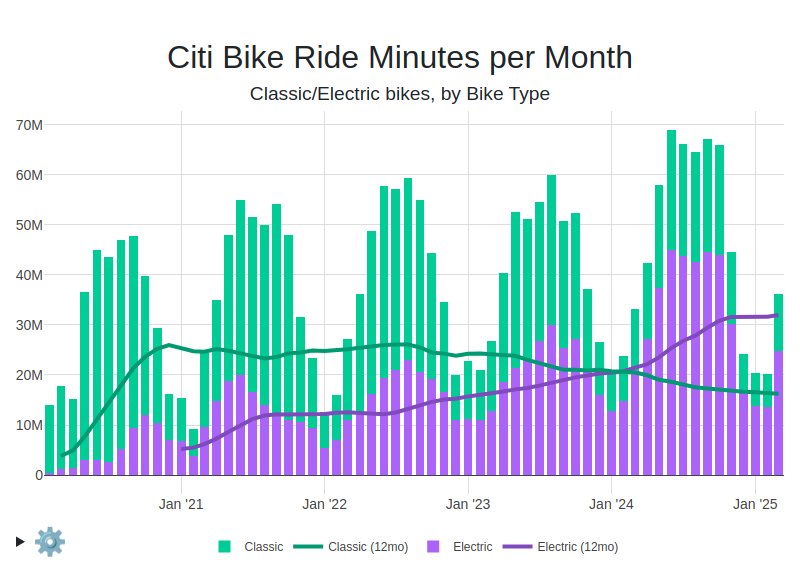 Citi Bike Ride Minutes per Month
Classic/Electric bikes, by Bike Type
70M
60M
50M
40M
30M
20M
10M
0
Jan '21 Jan '22 Jan '23 Jan '24 Jan '25
Classic Classic (12mo) Electric Electric (12mo)